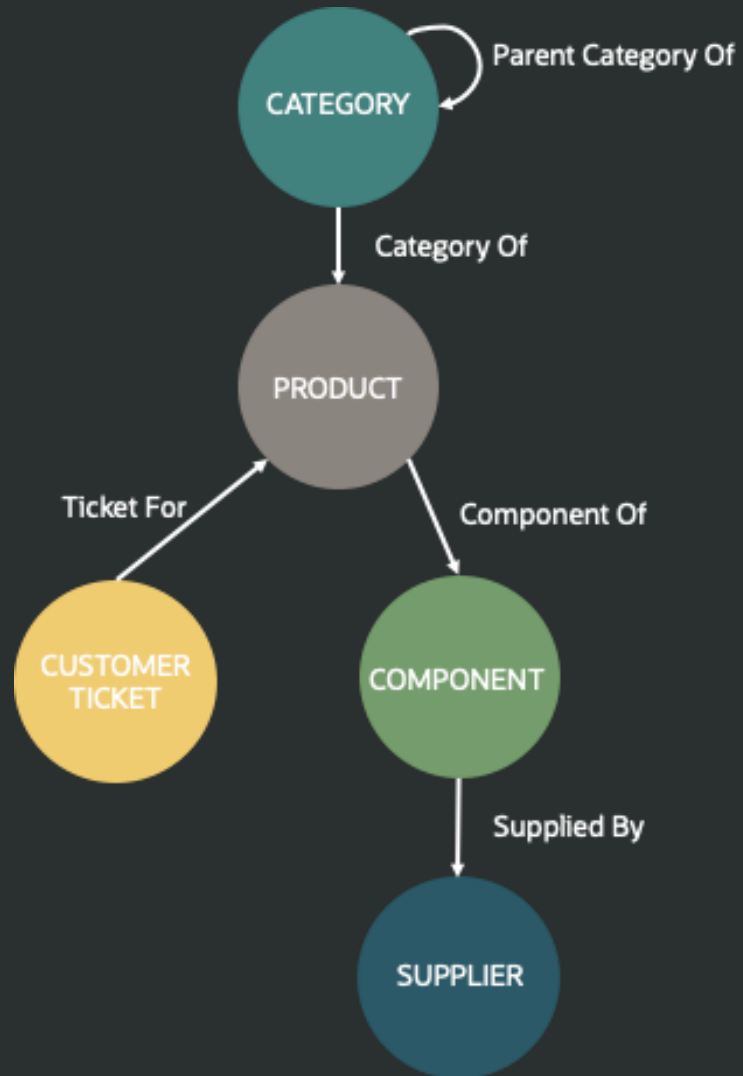 Parent Category Of
CATEGORY
Category Of
PRODUCT
Ticket For
Component Of
CUSTOMER
TICKET
COMPONENT
Supplied By
SUPPLIER